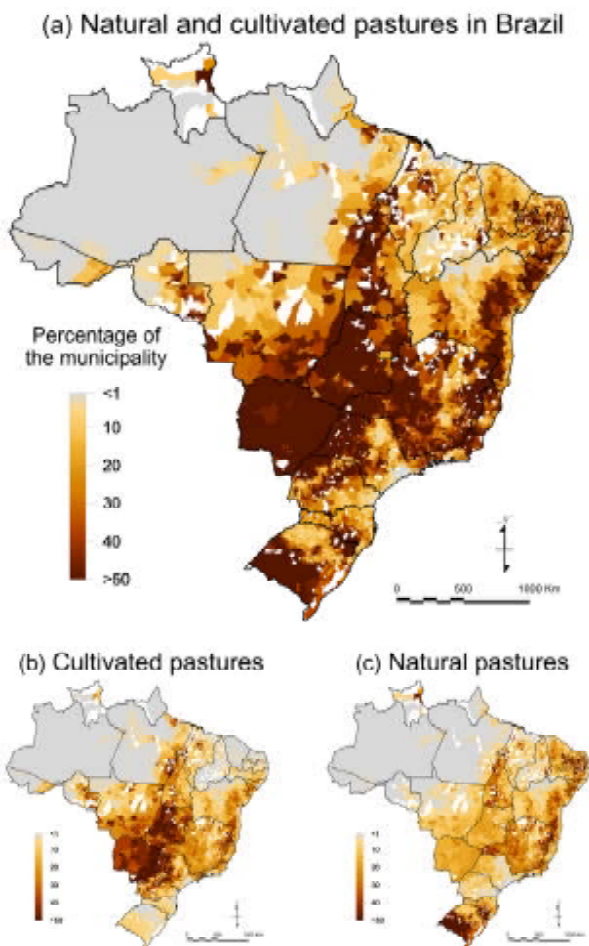 (a) Natural and cultivated pastures in Brazil
Percentage of
the municipality
<1
10
20
30
40
>50
0 500 1000 Km
(b) Cultivated pastures
(c) Natural pastures